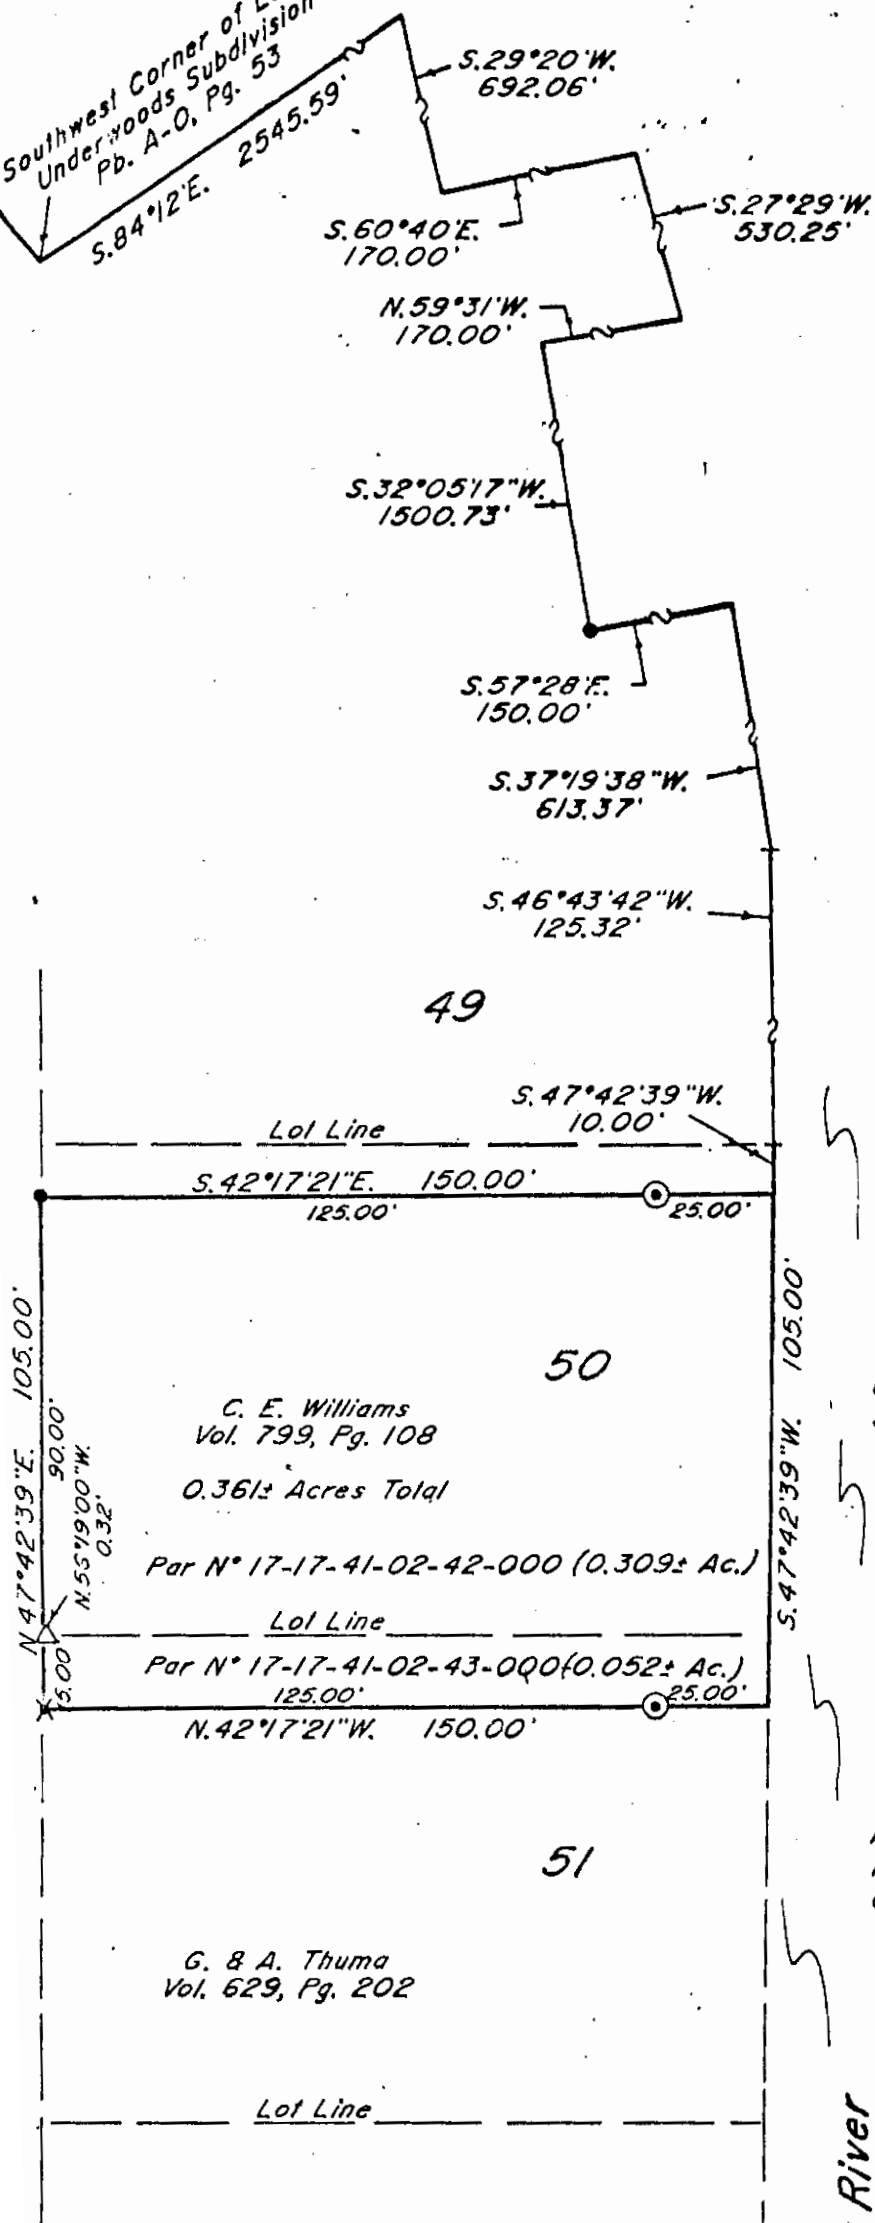 Southwest Corner of
Underwoods Subdivision
Pb. A-O, Pg. 53
S.84°12'E. 2545.59'
S.29°20'W.
692.06'
S.60°40'E.
170.00'
S.27°29'W.
530.25'
N.59°31'W.
170.00'
S.32°05'17"W.
1500.73'
S.57°28'E.
150.00'
S.37°19'38"W.
613.37'
S.46°43'42"W.
125.32'
49
S.47°42'39"W.
10.00'
Lot Line
S.42°17'21"E. 150.00'
125.00'
25.00'
N.47°42'39"E. 105.00'
90.00'
N.55°19'00"W.
0.32'
15.00
50
C. E. Williams
Vol. 799, Pg. 108
0.361± Acres Total
Par N° 17-17-41-02-42-000 (0.309± Ac.)
S.47°42'39"W. 105.00'
Lot Line
Par N° 17-17-41-02-43-000 (0.052± Ac.)
125.00'
25.00'
N.42°17'21"W. 150.00'
51
G. & A. Thuma
Vol. 629, Pg. 202
Lot Line
River